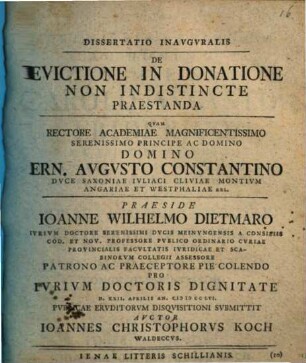 16
DISSERTATIO INAVGVRALIS
DE
EVICTIONE IN DONATIONE
NON INDISTINCTE
PRAESTANDA
QVAM
RECTORE ACADEMIAE MAGNIFICENTISSIMO
SERENISSIMO PRINCIPE AC DOMINO
DOMINO
ERN. AVGVSTO CONSTANTINO
DVCE SAXONIAE IVLIACI CLIVIAE MONTIVM
ANGARIAE ET WESTPHALIAE
PRAESIDE
IOANNE WILHELMO DIETMARO
IVRIVM DOCTORE SERENISSIMI DVCIS MEINVNGENSIS A CONSILIIS
COD. ET NOV. PROFESSORE PVBLICO ORDINARIO CVRIAE
PROVINCIALIS FACVLTATIS IVRIDICAE ET SCA-
BINORVM COLLEGII ASSESSORE
PATRONO AC PRAECEPTORE PIE COLENDO
PRO
IVRIVM DOCTORIS DIGNITATE
D. XXII. APRILIS
ERVDITORVM DISQVISITIONI SVBMITTIT
AVCTOR
IOANNES CHRISTOPHORVS KOCH
WALDECCVS.
IENAE LITTERIS SCHILLIANIS.